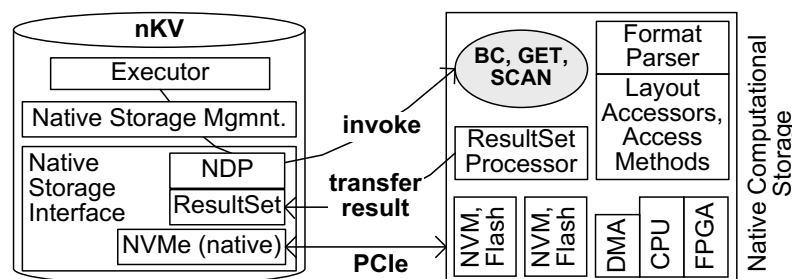 nKV
Executor
Native Storage Mgmnt.
Native
Storage
Interface
NDP
ResultSet
NVMe (native)
invoke
transfer
result
PCIe
BC, GET,
SCAN
ResultSet
Processor
Format
Parser
Layout
Accessors,
Access
Methods
NVM,
Flash
NVM,
Flash
DMA
CPU
FPGA
Native Computational
Storage